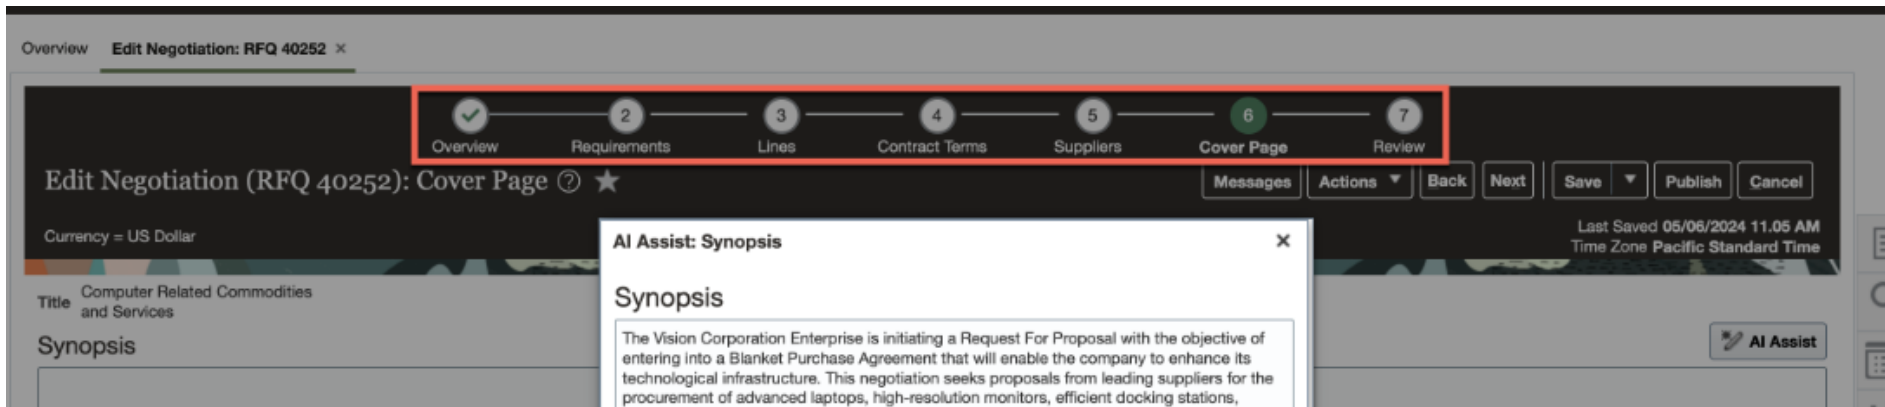 Overview Edit Negotiation: RFQ 40252 ×
2 3 4 5 6 7
Overview Requirements Lines Contract Terms Suppliers Cover Page Review
Edit Negotiation (RFQ 40252): Cover Page ? Messages Actions Back Next Save Publish Cancel
Currency = US Dollar
Last Saved 05/06/2024 11.05 AM
Time Zone Pacific Standard Time
AI Assist: Synopsis ×
Title Computer Related Commodities
and Services
Synopsis
AI Assist
Synopsis
The Vision Corporation Enterprise is initiating a Request For Proposal with the objective of
entering into a Blanket Purchase Agreement that will enable the company to enhance its
technological infrastructure. This negotiation seeks proposals from leading suppliers for the
procurement of advanced laptops, high-resolution monitors, efficient docking stations,